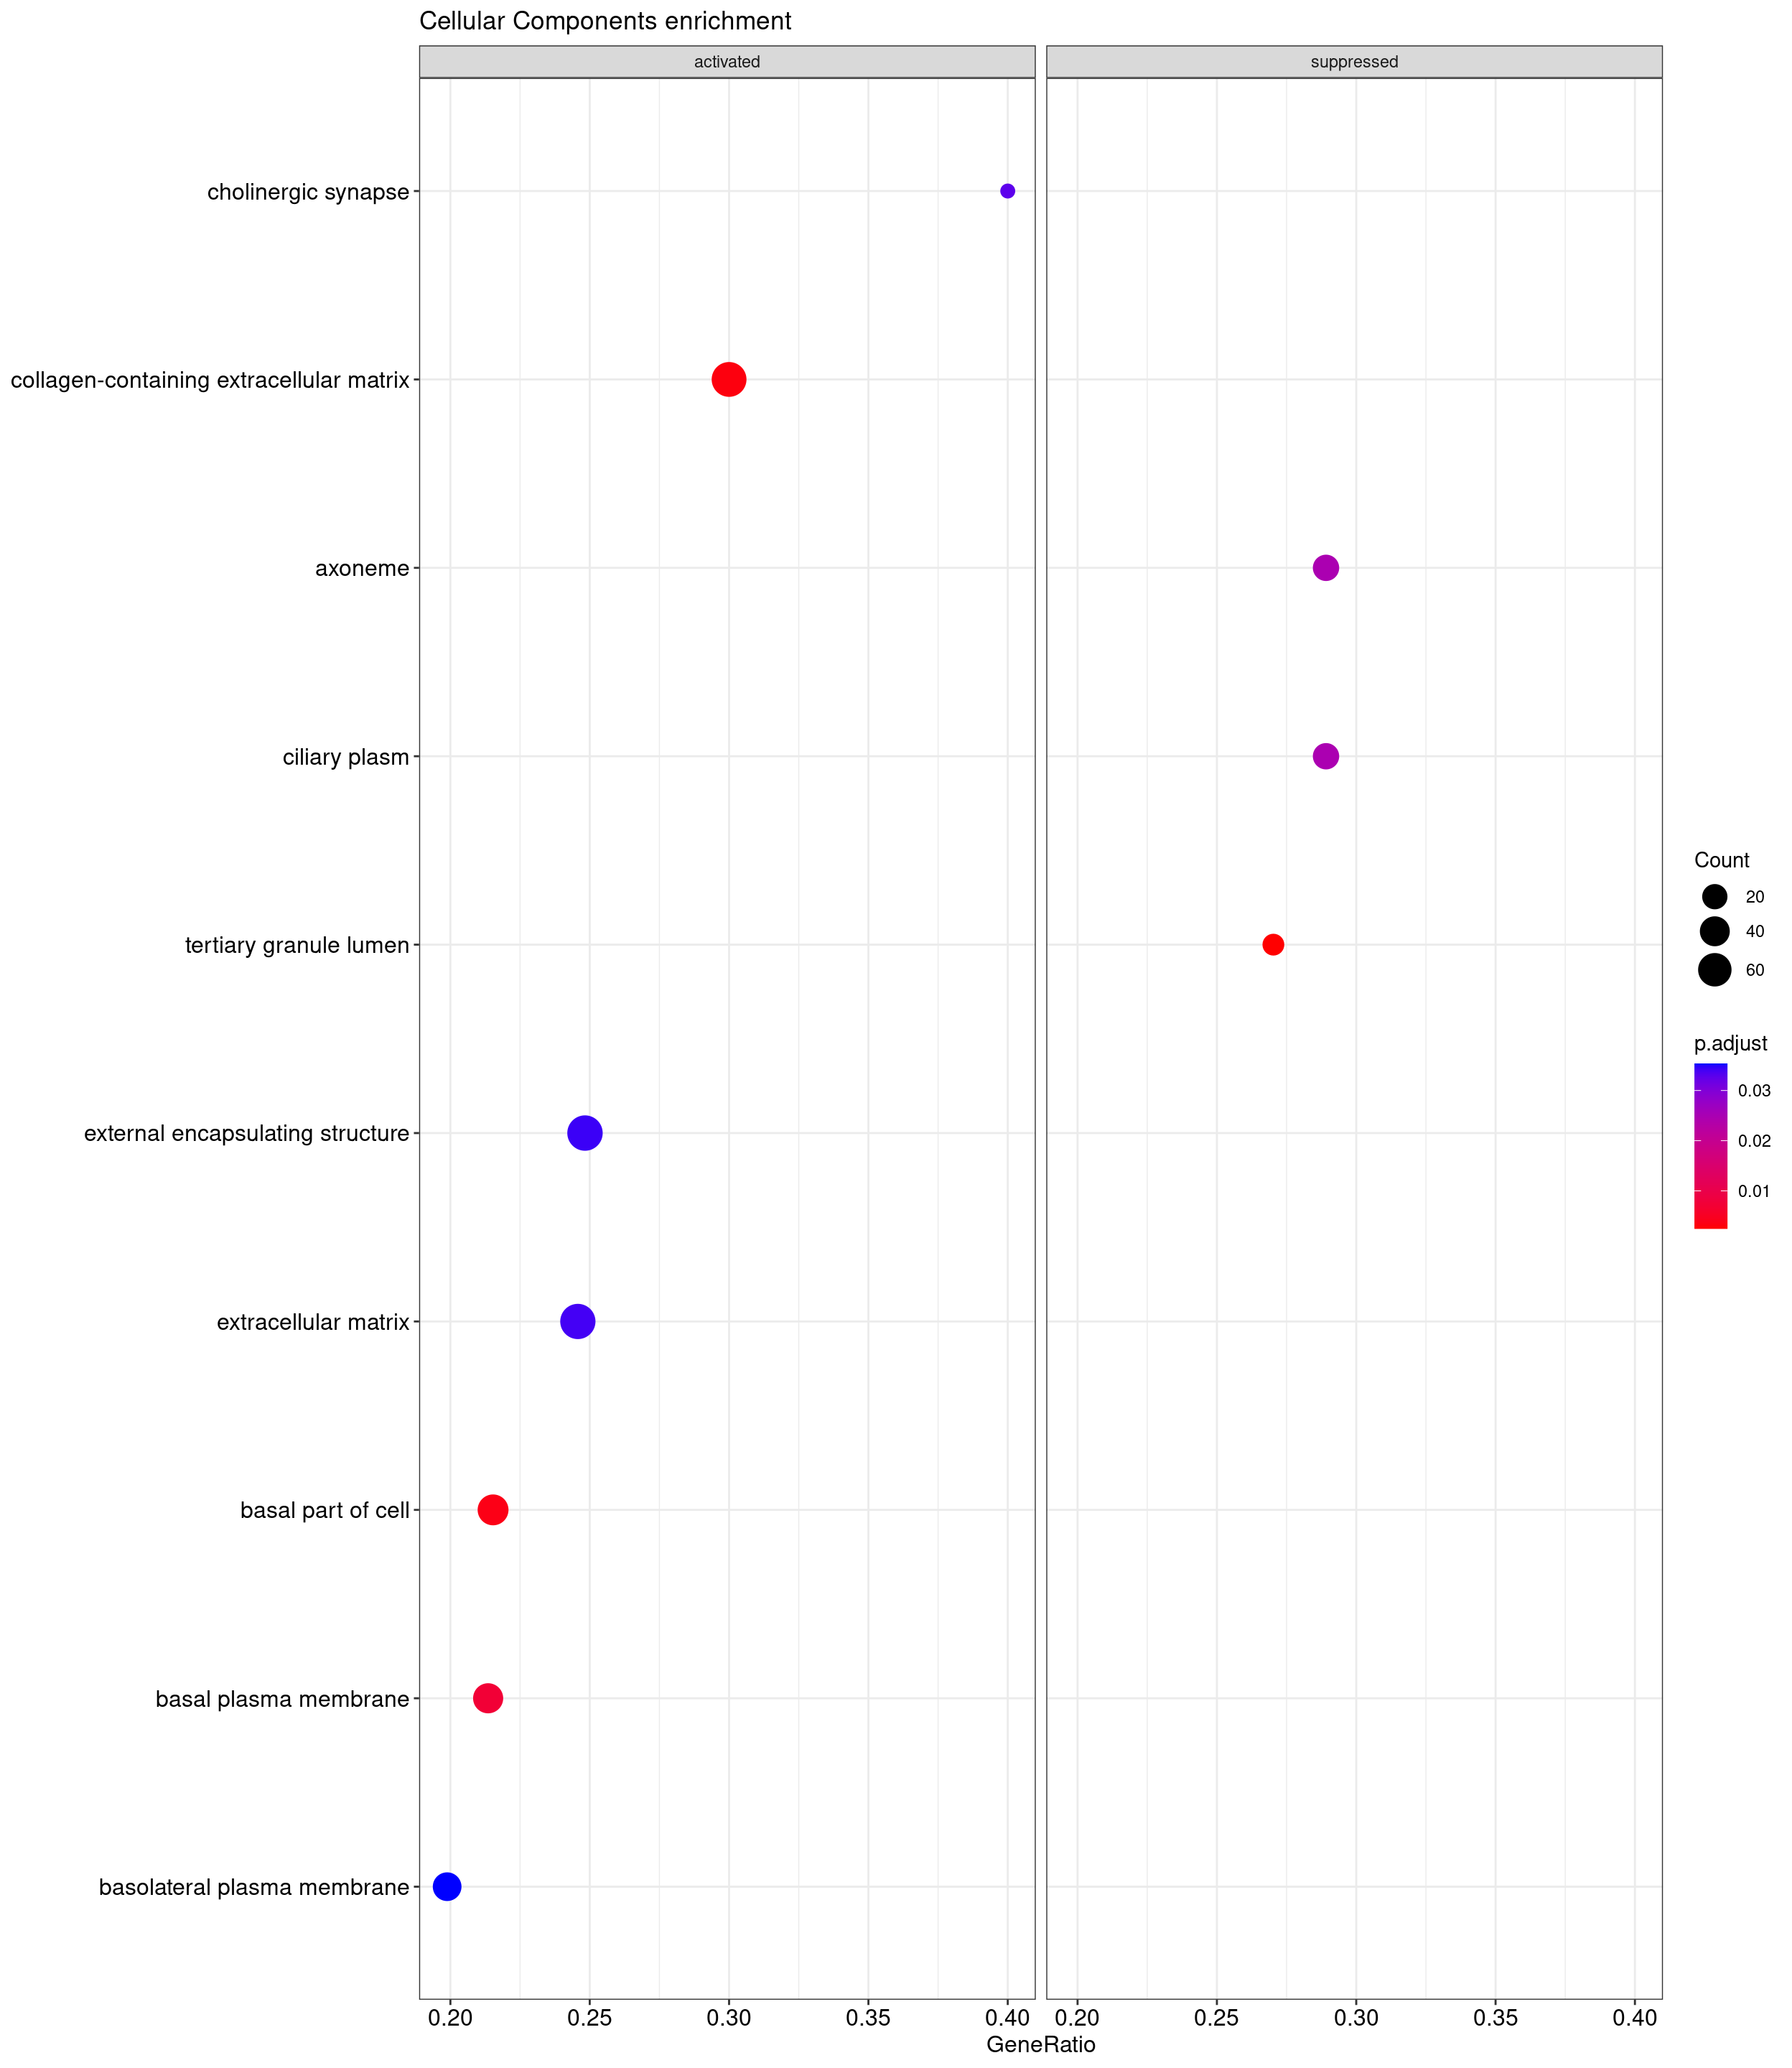 Cellular Components enrichment
activated
suppressed
cholinergic synapse
collagen-containing extracellular matrix
axoneme
ciliary plasm
tertiary granule lumen
external encapsulating structure
extracellular matrix
basal part of cell
basal plasma membrane
basolateral plasma membrane
0.20 0.25 0.30 0.35 0.40
0.20 0.25 0.30 0.35 0.40
GeneRatio
Count
20
40
60
p.adjust
0.03
0.02
0.01